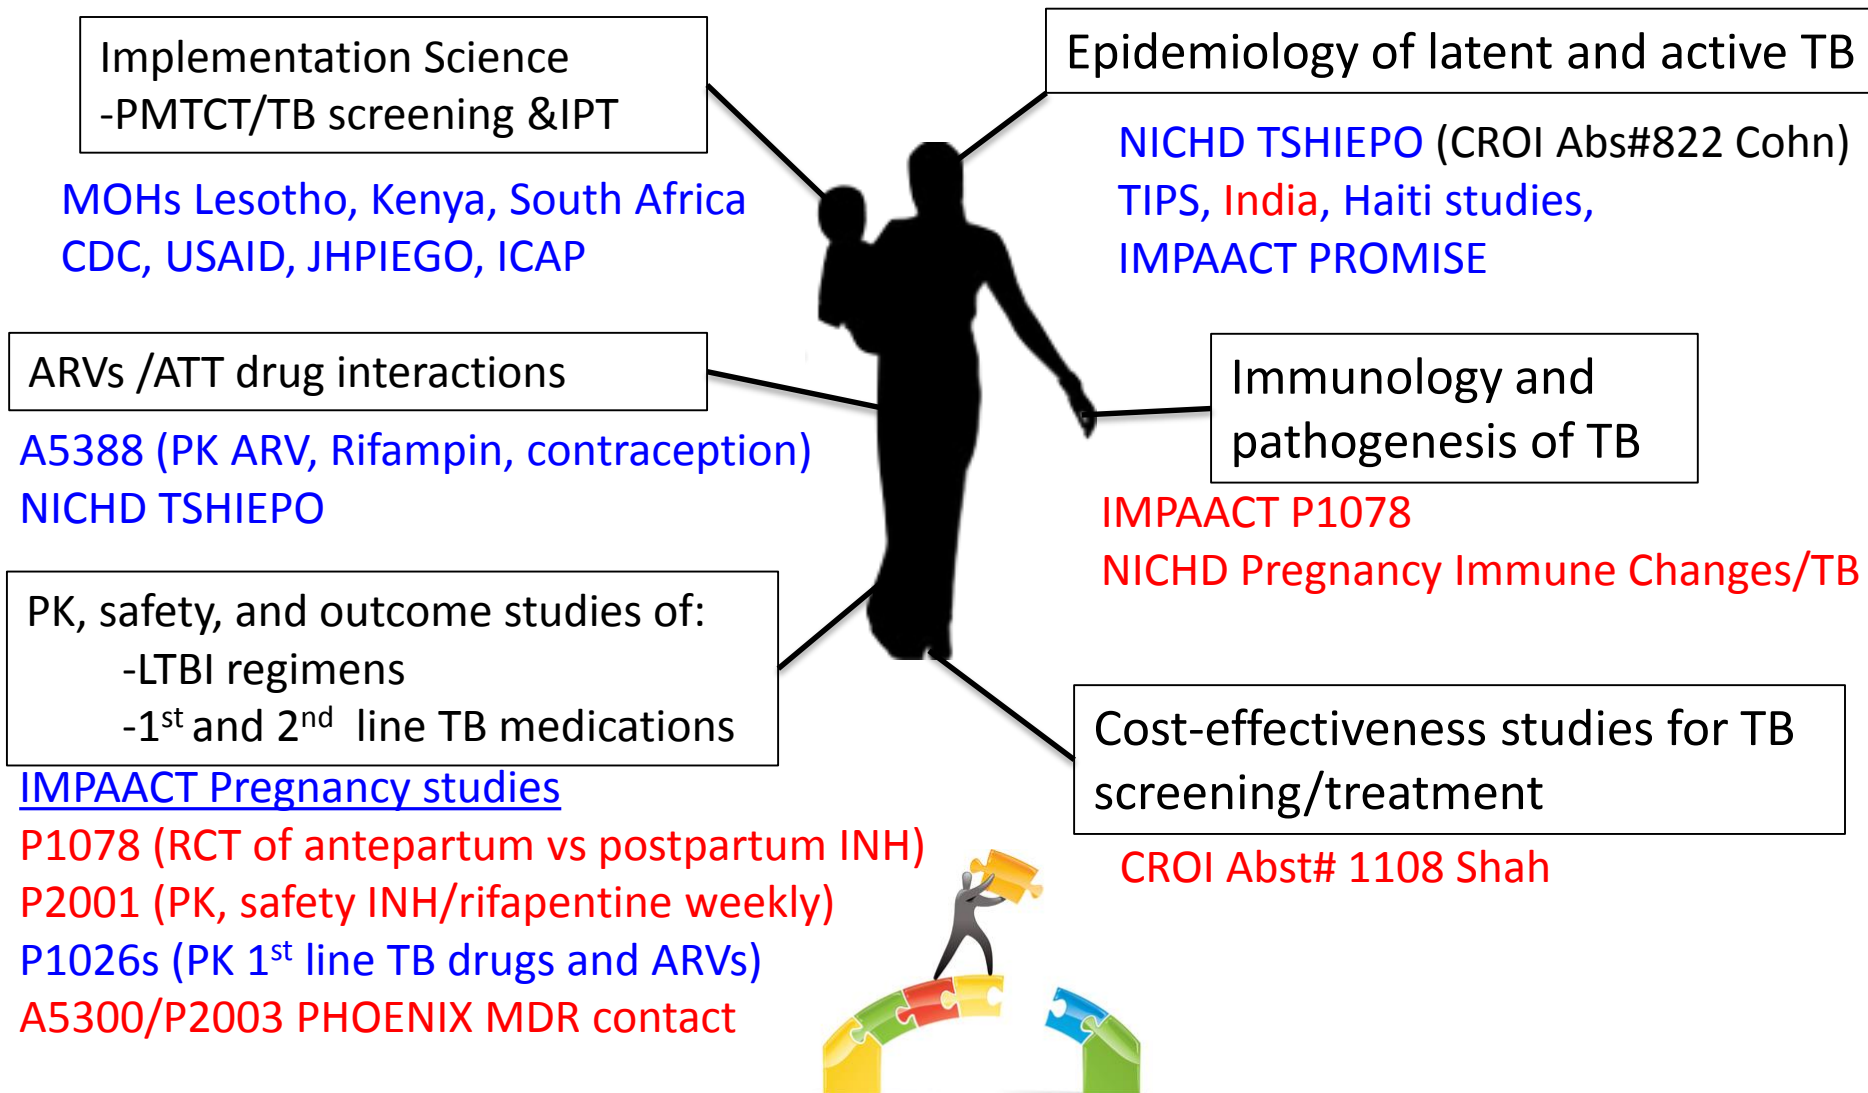 Implementation Science
-PMTCT/TB screening &IPT
MOHs Lesotho, Kenya, South Africa
CDC, USAID, JHPIEGO, ICAP
ARVs /ATT drug interactions
A5388 (PK ARV, Rifampin, contraception)
NICHD TSHIEPO
PK, safety, and outcome studies of:
-LTBI regimens
-1st and 2nd line TB medications
IMPAACT Pregnancy studies
P1078 (RCT of antepartum vs postpartum INH)
P2001 (PK, safety INH/rifapentine weekly)
P1026s (PK 1st line TB drugs and ARVs)
A5300/P2003 PHOENIX MDR contact
Epidemiology of latent and active TB
NICHD TSHIEPO (CROI Abs#822 Cohn)
TIPS, India, Haiti studies,
IMPAACT PROMISE
Immunology and
pathogenesis of TB
IMPAACT P1078
NICHD Pregnancy Immune Changes/TB
Cost-effectiveness studies for TB
screening/treatment
CROI Abst# 1108 Shah